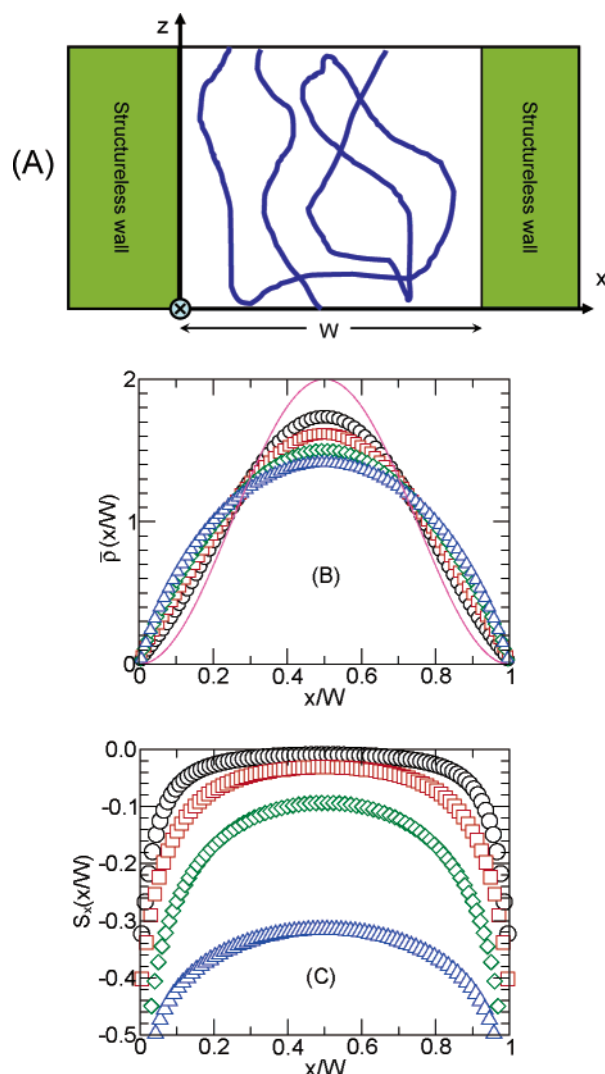 z
(A)
Structureless wall
Structureless wall
x
W
2
1
0
ρ̅(x/W)
(B)
0.2 0.4 0.6 0.8 1
x/W
0.0
-0.1
-0.2
-0.3
-0.4
-0.5
Sₓ(x/W)
(C)
0 0.2 0.4 0.6 0.8 1
x/W